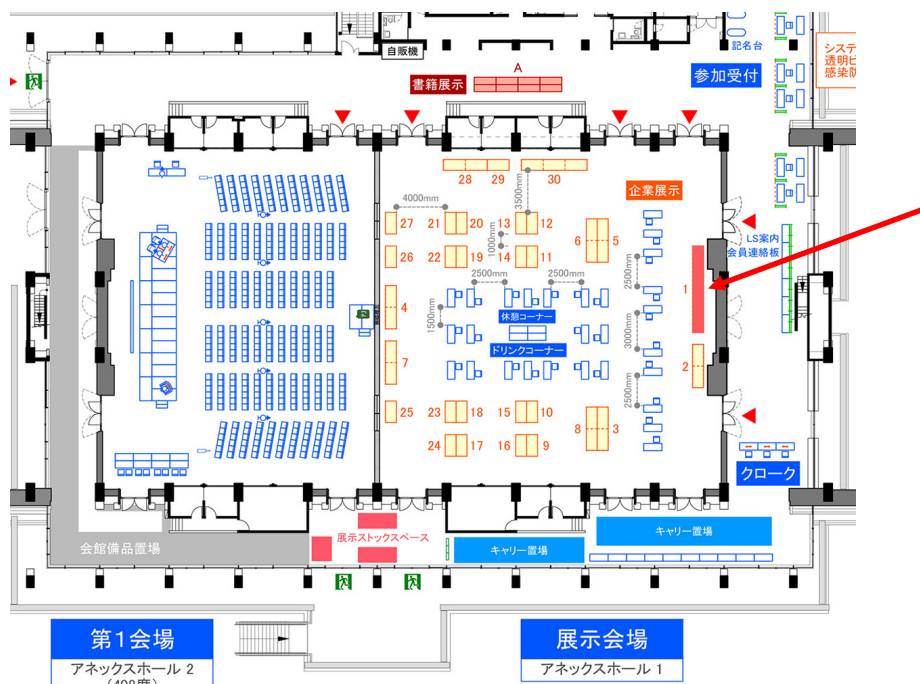 自販機
記名台
参加受付
システ
透明ビ
感染防
書籍展示
A
企業展示
28
29
30
4000mm
3500mm
27
21
20
13
12
6
5
1000mm
26
22
19
14
11
LS案内
会員連絡板
2500mm
2500mm
2500mm
1
4
1500mm
休憩コーナー
ドリンクコーナー
3000mm
7
2
2500mm
25
23
18
15
10
8
3
24
17
16
9
クローク
会館備品置場
展示ストックスペース
キャリー置場
キャリー置場
第1会場
アネックスホール 2
展示会場
アネックスホール 1